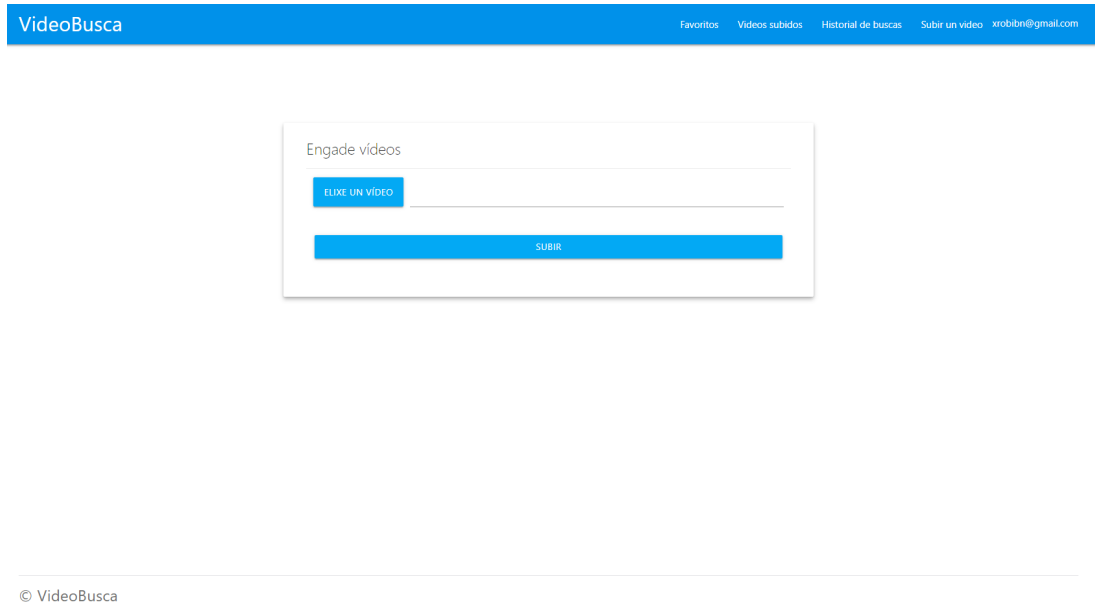 VideoBusca Favoritos Videos subidos Historial de buscas Subir un video xrobibn@gmail.com
Engade vídeos
ELIXE UN VÍDEO
SUBIR
© VideoBusca